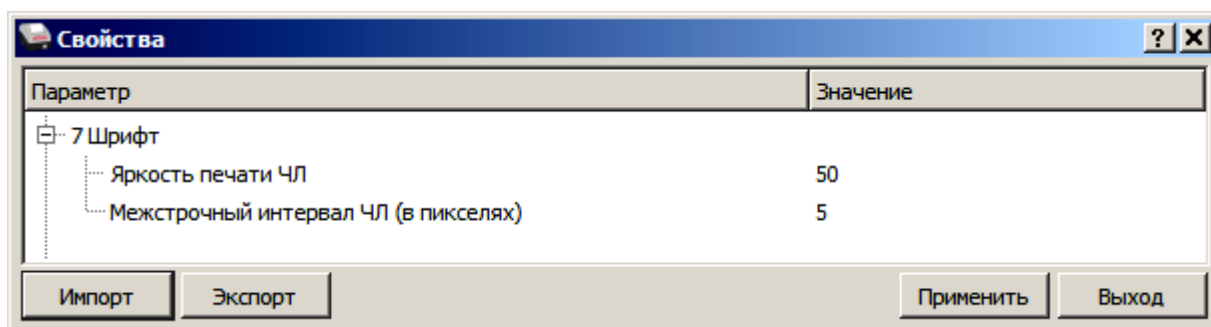 Свойства
Параметр Значение
7 Шрифт
Яркость печати ЧЛ 50
Межстрочный интервал ЧЛ (в пикселях) 5
Импорт Экспорт Применить Выход